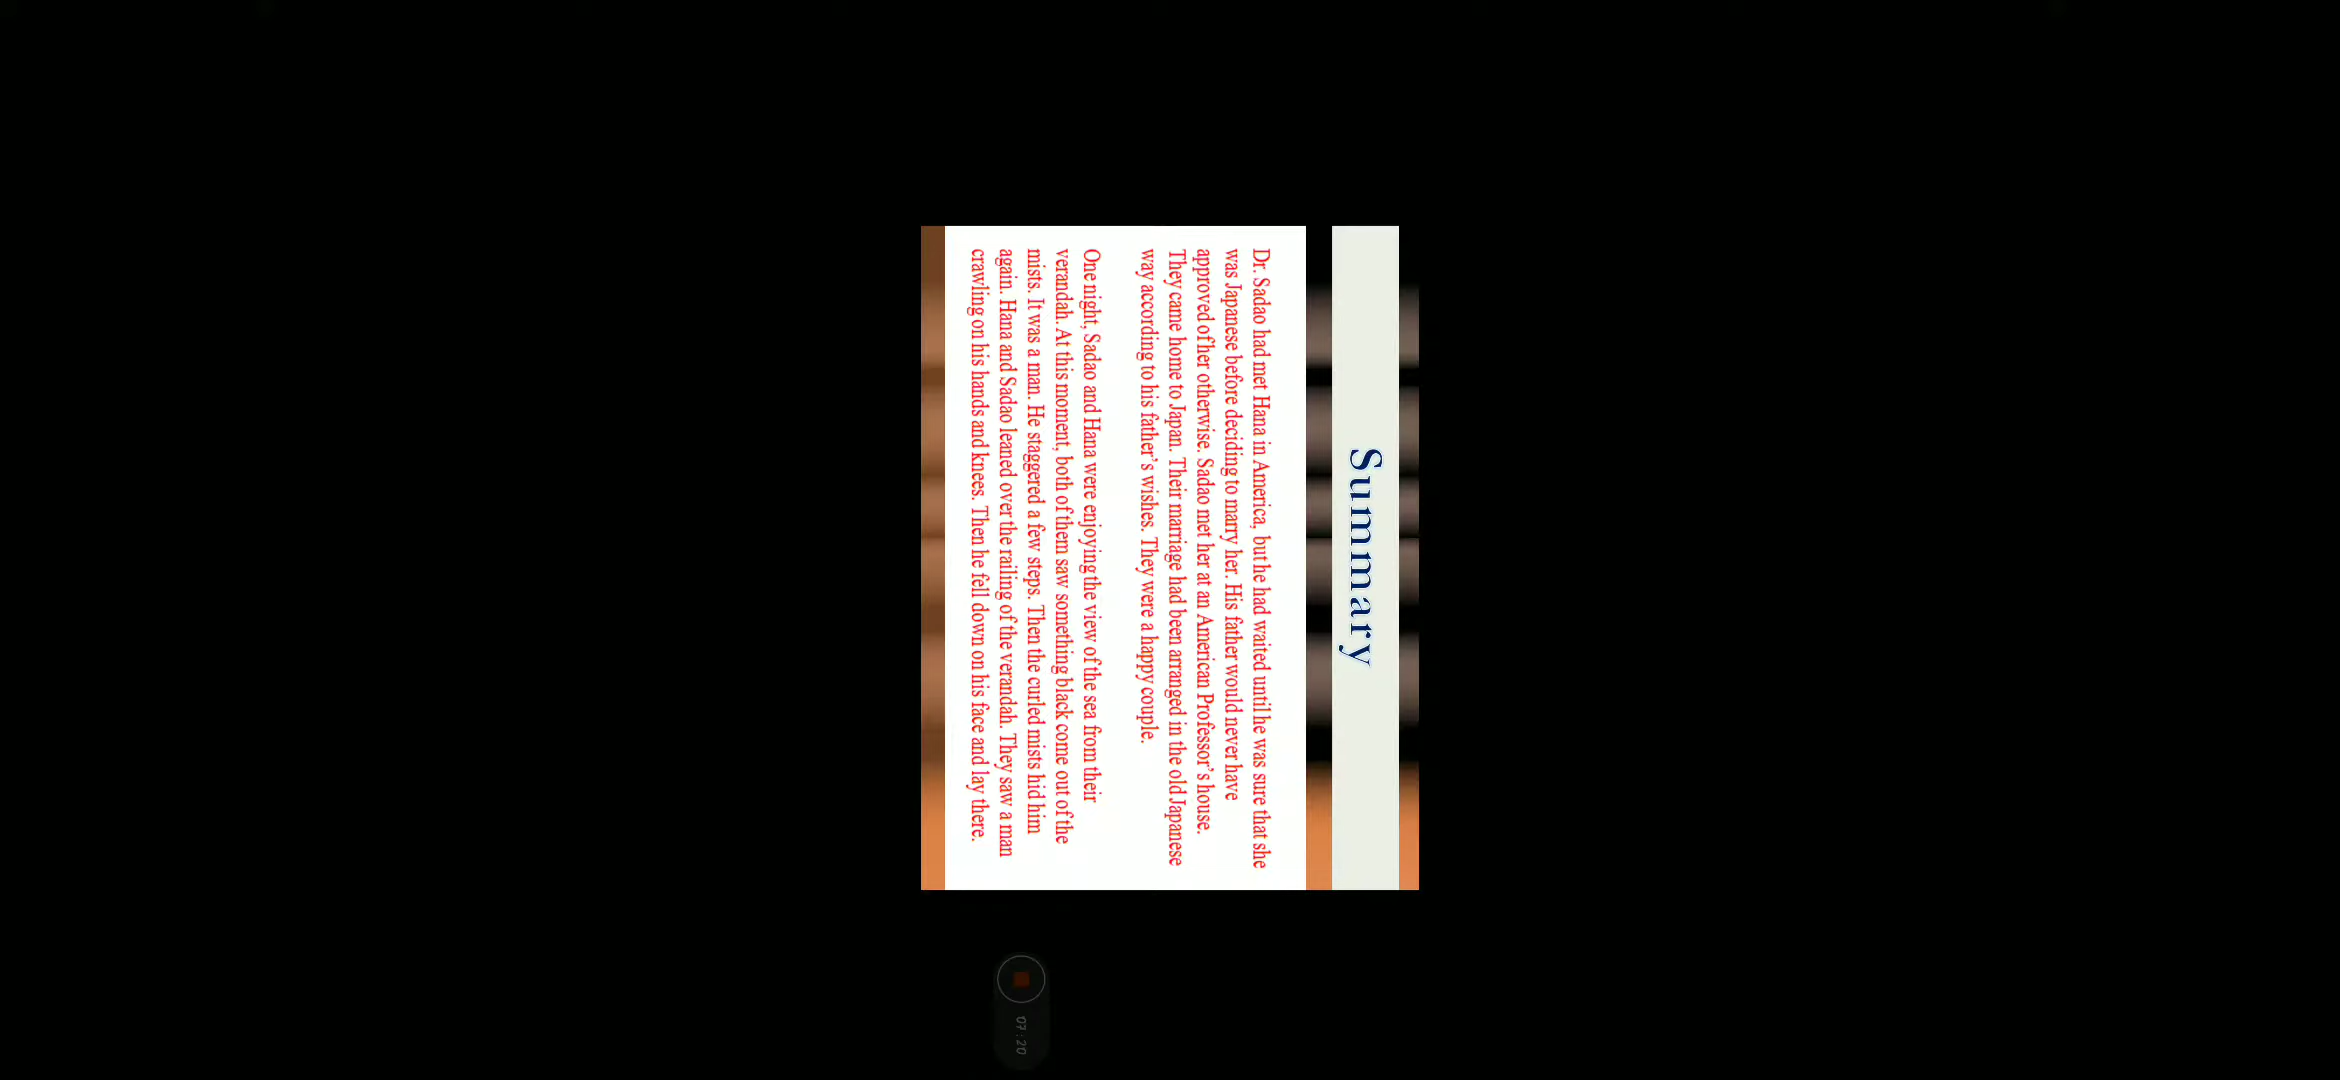 Summary
Dr. Sadao had met Hana in America, but he had waited until he was sure that she
was Japanese before deciding to marry her. His father would never have
approved of her otherwise. Sadao met her at an American Professor's house.
They came home to Japan. Their marriage had been arranged in the old Japanese
way according to his father's wishes. They were a happy couple.
One night, Sadao and Hana were enjoying the view of the sea from their
verandah. At this moment, both of them saw something black come out of the
mists. It was a man. He staggered a few steps. Then the curled mists hid him
again. Hana and Sadao leaned over the railing of the verandah. They saw a man
crawling on his hands and knees. Then he fell down on his face and lay there.
07:20